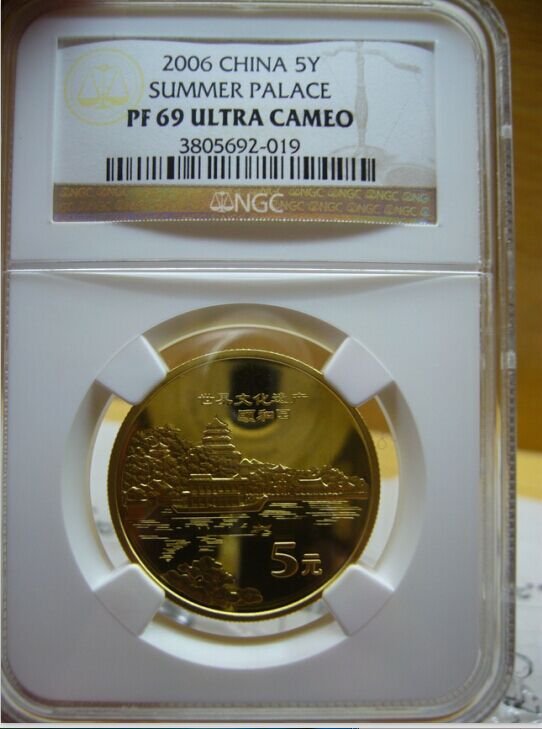 2006 CHINA 5Y
SUMMER PALACE
PF 69 ULTRA CAMEO
3805692-019
NGC
世界文化遗产
颐和园
5元